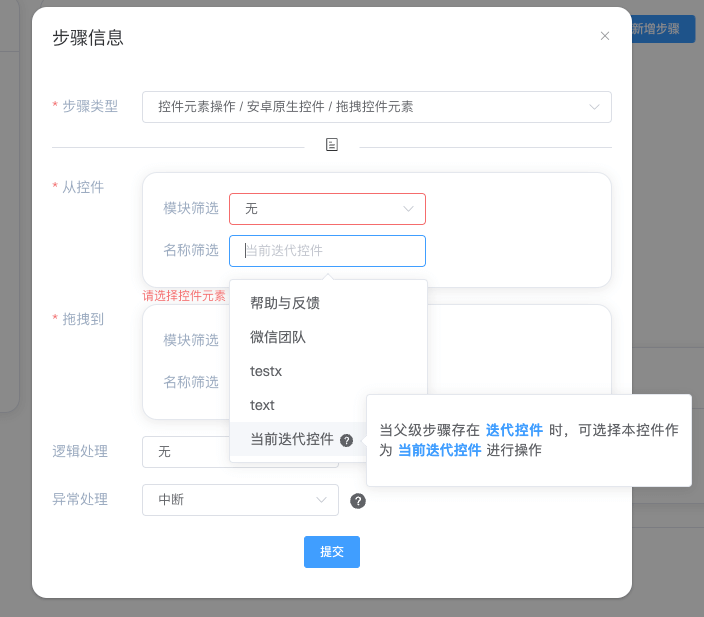 步骤信息
新增步骤
* 步骤类型
控件元素操作 / 安卓原生控件 / 拖拽控件元素
* 从控件
模块筛选
无
名称筛选
当前迭代控件
请选择控件元素
* 拖拽到
模块筛选
名称筛选
帮助与反馈
微信团队
testx
text
当前迭代控件 ?
当父级步骤存在 迭代控件 时，可选择本控件作
为 当前迭代控件 进行操作
逻辑处理
无
异常处理
中断
?
提交